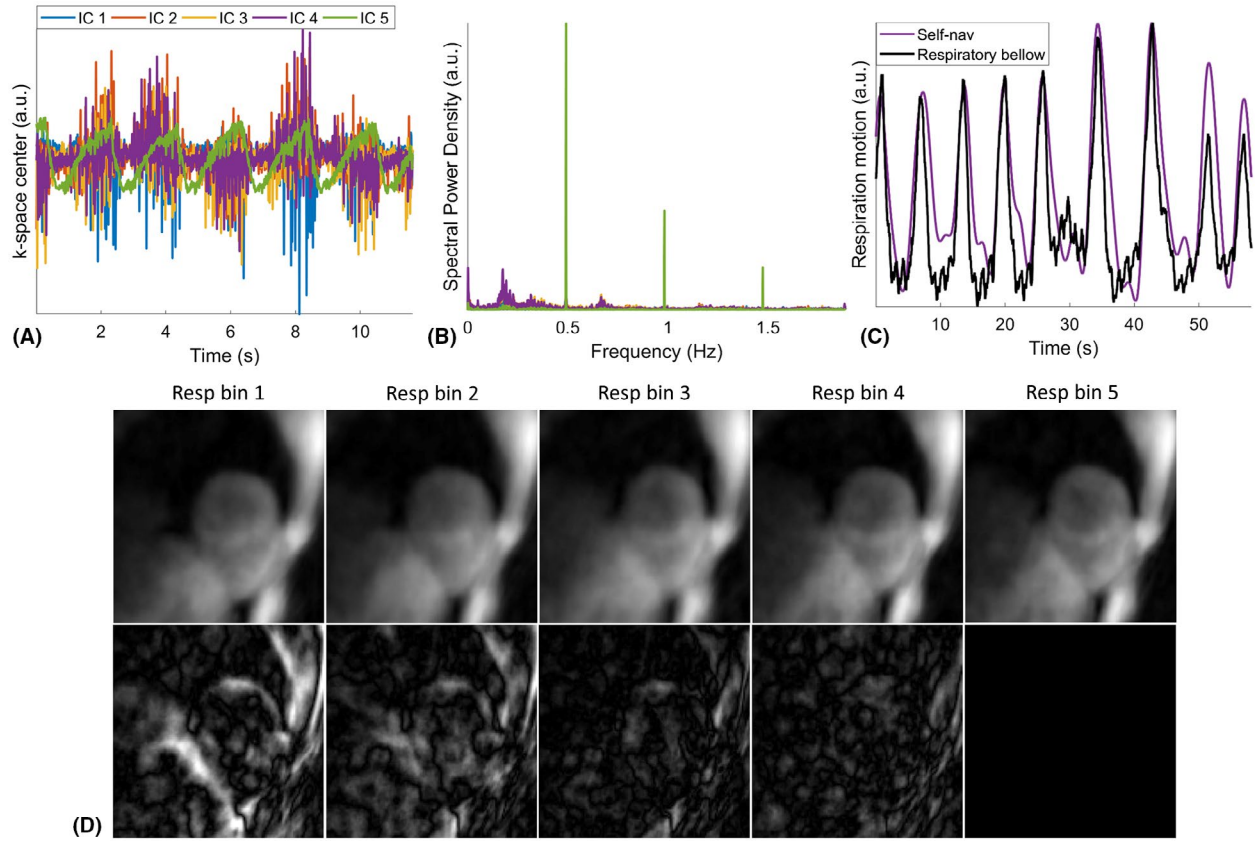 IC 1 IC 2 IC 3 IC 4 IC 5
k-space center (a.u.)
2 4 6 8 10
Time (s)
(A)
Spectral Power Density (a.u.)
0 0.5 1 1.5
Frequency (Hz)
(B)
Self-nav
Respiratory bellow
Respiration motion (a.u.)
10 20 30 40 50
Time (s)
(C)
Resp bin 1 Resp bin 2 Resp bin 3 Resp bin 4 Resp bin 5
(D)